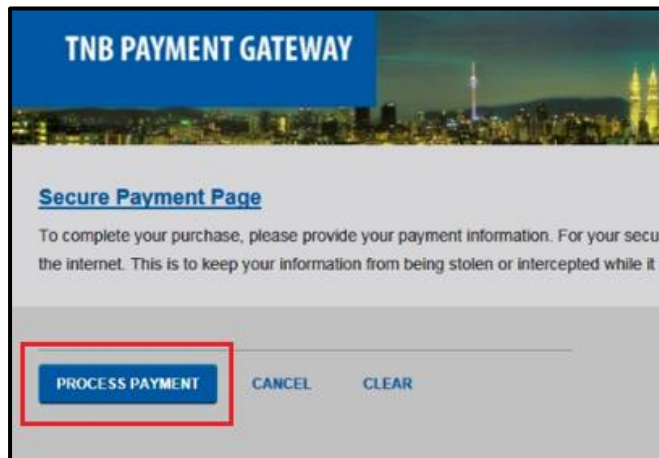 TNB PAYMENT GATEWAY
Secure Payment Page
To complete your purchase, please provide your payment information. For your secu
the internet. This is to keep your information from being stolen or intercepted while it
PROCESS PAYMENT CANCEL CLEAR